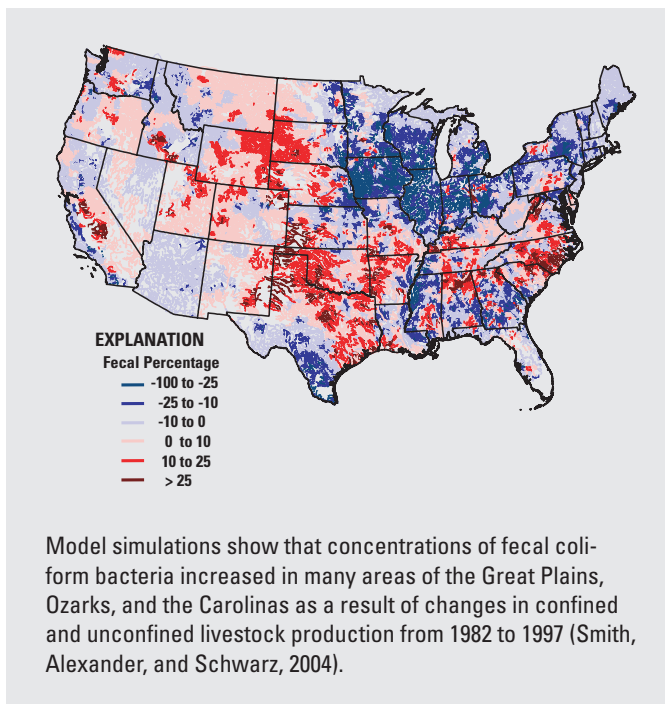 EXPLANATION
Fecal Percentage
-100 to -25
-25 to -10
-10 to 0
0 to 10
10 to 25
> 25
Model simulations show that concentrations of fecal coli-
form bacteria increased in many areas of the Great Plains,
Ozarks, and the Carolinas as a result of changes in confined
and unconfined livestock production from 1982 to 1997 (Smith,
Alexander, and Schwarz, 2004).